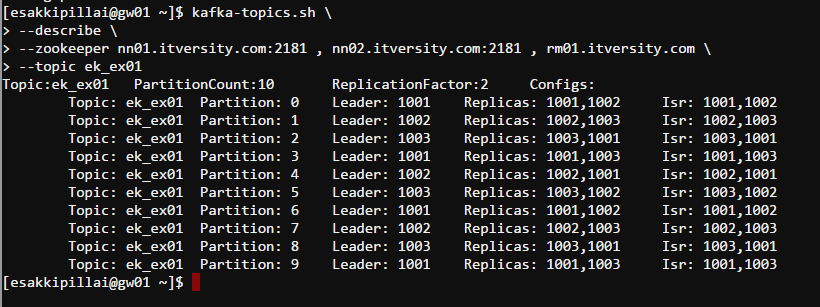 [esakkipillai@gw01 ~]$ kafka-topics.sh \
> --describe \
> --zookeeper nn01.itversity.com:2181 , nn02.itversity.com:2181 , rm01.itversity.com \
> --topic ek_ex01
Topic:ek_ex01 PartitionCount:10 ReplicationFactor:2 Configs:
Topic: ek_ex01 Partition: 0 Leader: 1001 Replicas: 1001,1002 Isr: 1001,1002
Topic: ek_ex01 Partition: 1 Leader: 1002 Replicas: 1002,1003 Isr: 1002,1003
Topic: ek_ex01 Partition: 2 Leader: 1003 Replicas: 1003,1001 Isr: 1003,1001
Topic: ek_ex01 Partition: 3 Leader: 1001 Replicas: 1001,1003 Isr: 1001,1003
Topic: ek_ex01 Partition: 4 Leader: 1002 Replicas: 1002,1001 Isr: 1002,1001
Topic: ek_ex01 Partition: 5 Leader: 1003 Replicas: 1003,1002 Isr: 1003,1002
Topic: ek_ex01 Partition: 6 Leader: 1001 Replicas: 1001,1002 Isr: 1001,1002
Topic: ek_ex01 Partition: 7 Leader: 1002 Replicas: 1002,1003 Isr: 1002,1003
Topic: ek_ex01 Partition: 8 Leader: 1003 Replicas: 1003,1001 Isr: 1003,1001
Topic: ek_ex01 Partition: 9 Leader: 1001 Replicas: 1001,1003 Isr: 1001,1003
[esakkipillai@gw01 ~]$